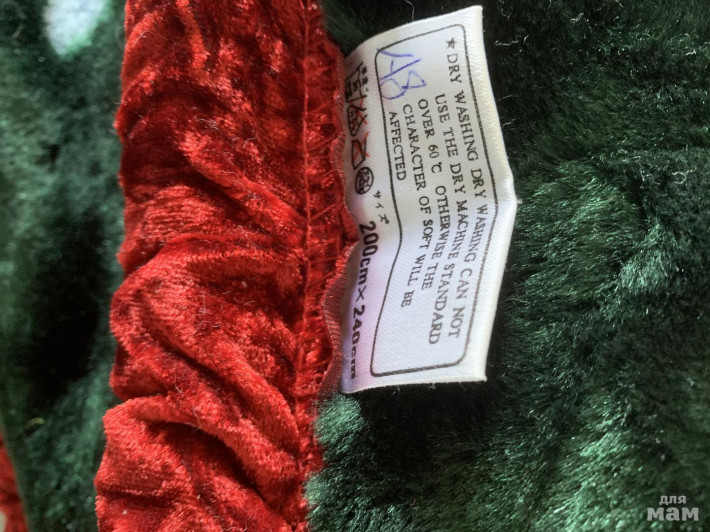 ★DRY WASHING DRY WASHING CAN NOT
USE THE DRY MACHINE
OVER 60℃ OTHERWISE STANDARD
CHARACTER OF SOFT WILL BE THE
AFFECTED
サイズ 200cm×240cm
для
мам